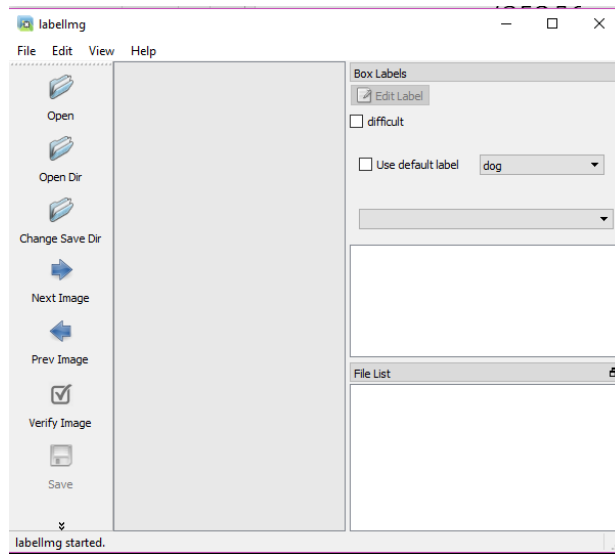 labelImg
File Edit View Help
Open
Open Dir
Change Save Dir
Next Image
Prev Image
Verify Image
Save
Box Labels
Edit Label
difficult
Use default label dog
File List
labelImg started.